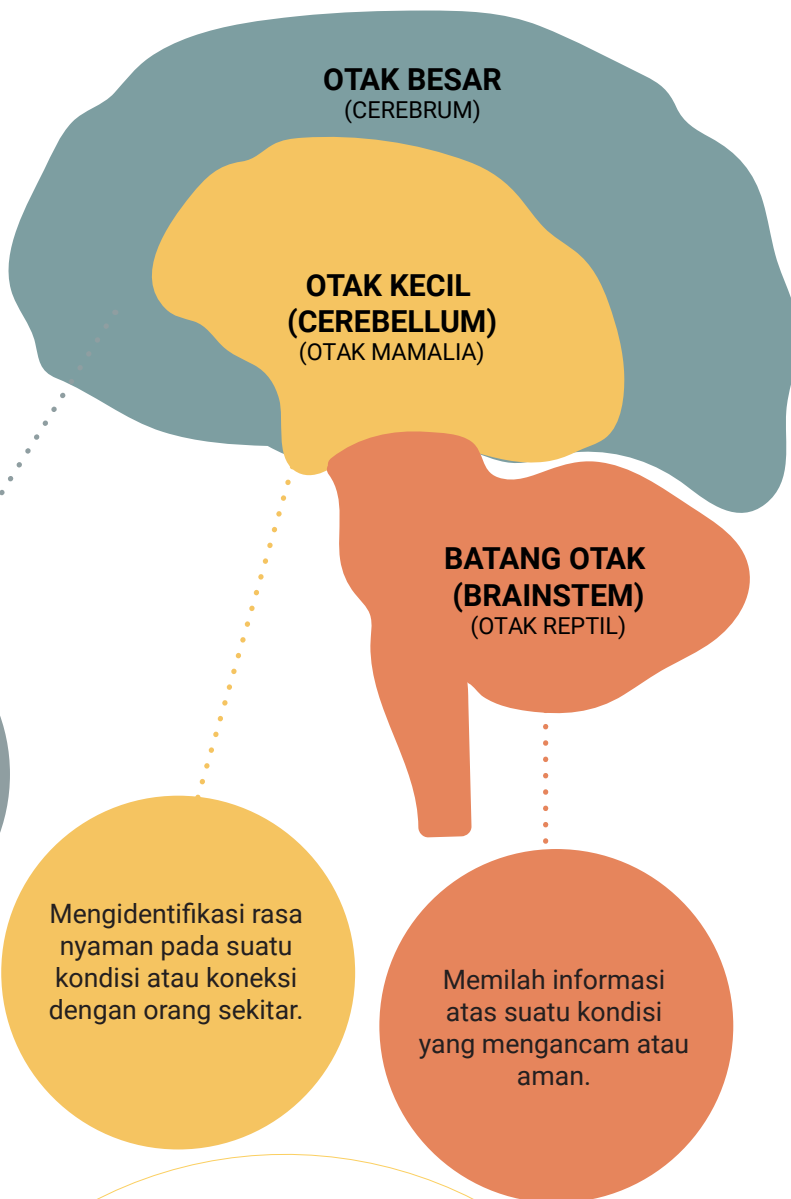 OTAK BESAR
(CEREBRUM)
OTAK KECIL
(CEREBELLUM)
(OTAK MAMALIA)
BATANG OTAK
(BRAINSTEM)
(OTAK REPTIL)
Mengidentifikasi rasa
nyaman pada suatu
kondisi atau koneksi
dengan orang sekitar.
Memilah informasi
atas suatu kondisi
yang mengancam atau
aman.